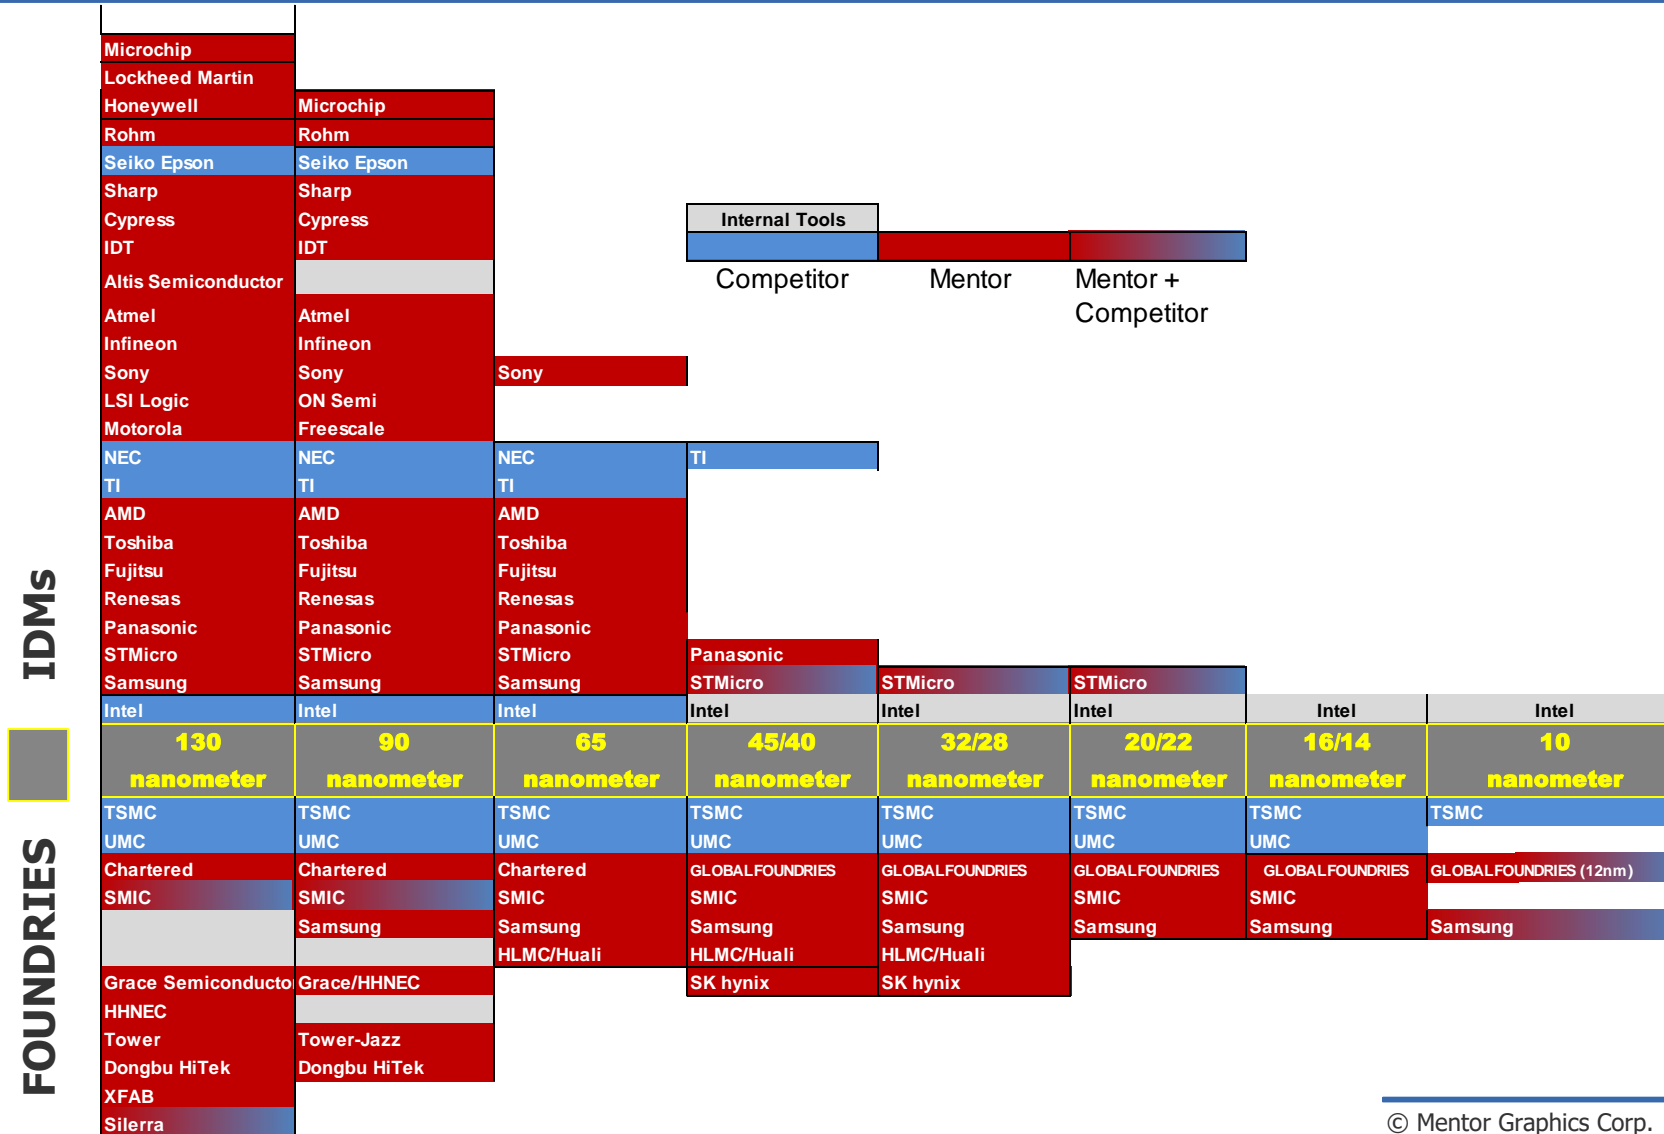 Microchip
Lockheed Martin
Honeywell Microchip
Rohm Rohm
Seiko Epson Seiko Epson
Sharp Sharp
Cypress Cypress Internal Tools
IDT IDT
Altis Semiconductor Competitor Mentor Mentor +
Competitor
Atmel Atmel
Infineon Infineon
Sony Sony Sony
LSI Logic ON Semi
Motorola Freescale
NEC NEC NEC TI
TI TI TI
AMD AMD AMD
Toshiba Toshiba Toshiba
Fujitsu Fujitsu Fujitsu
Renesas Renesas Renesas
Panasonic Panasonic Panasonic
STMicro STMicro STMicro Panasonic
Samsung Samsung Samsung STMicro STMicro STMicro
Intel Intel Intel Intel Intel Intel Intel Intel
IDMs
130 90 65 45/40 32/28 20/22 16/14 10
nanometer nanometer nanometer nanometer nanometer nanometer nanometer nanometer
FOUNDRIES
TSMC TSMC TSMC TSMC TSMC TSMC TSMC TSMC
UMC UMC UMC UMC UMC UMC UMC
Chartered Chartered Chartered GLOBALFOUNDRIES GLOBALFOUNDRIES GLOBALFOUNDRIES GLOBALFOUNDRIES GLOBALFOUNDRIES (12nm)
SMIC SMIC SMIC SMIC SMIC SMIC SMIC
Samsung Samsung Samsung Samsung Samsung Samsung Samsung
HLMC/Huali HLMC/Huali HLMC/Huali
Grace Semiconducto Grace/HHNEC SK hynix SK hynix
HHNEC
Tower Tower-Jazz
Dongbu HiTek Dongbu HiTek
XFAB
Silerra
© Mentor Graphics Corp.